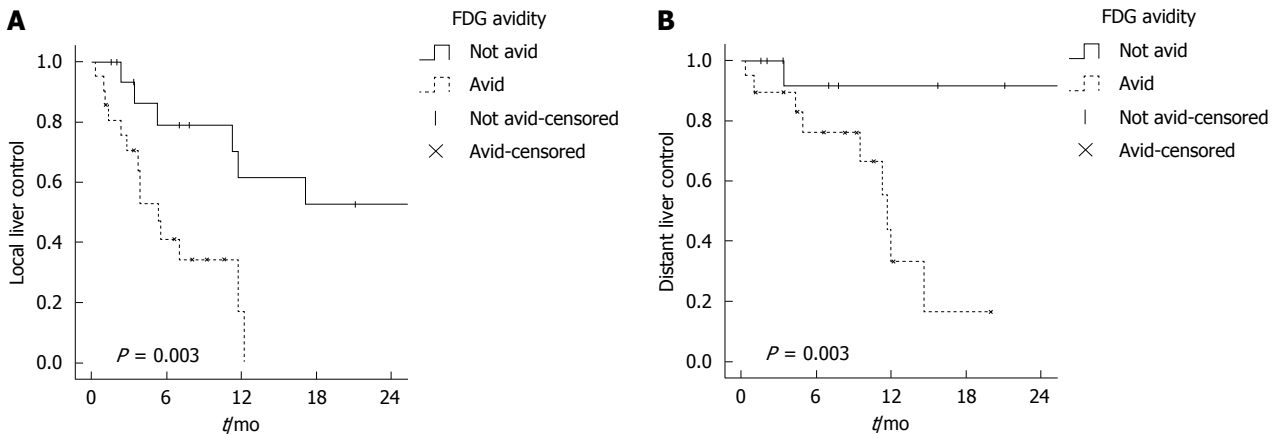 A
FDG avidity
Not avid
Avid
Not avid-censored
Avid-censored
Local liver control
1.0
0.8
0.6
0.4
0.2
0.0
P = 0.003
0 6 12 18 24
t/mo
B
FDG avidity
Not avid
Avid
Not avid-censored
Avid-censored
Distant liver control
1.0
0.8
0.6
0.4
0.2
0.0
P = 0.003
0 6 12 18 24
t/mo